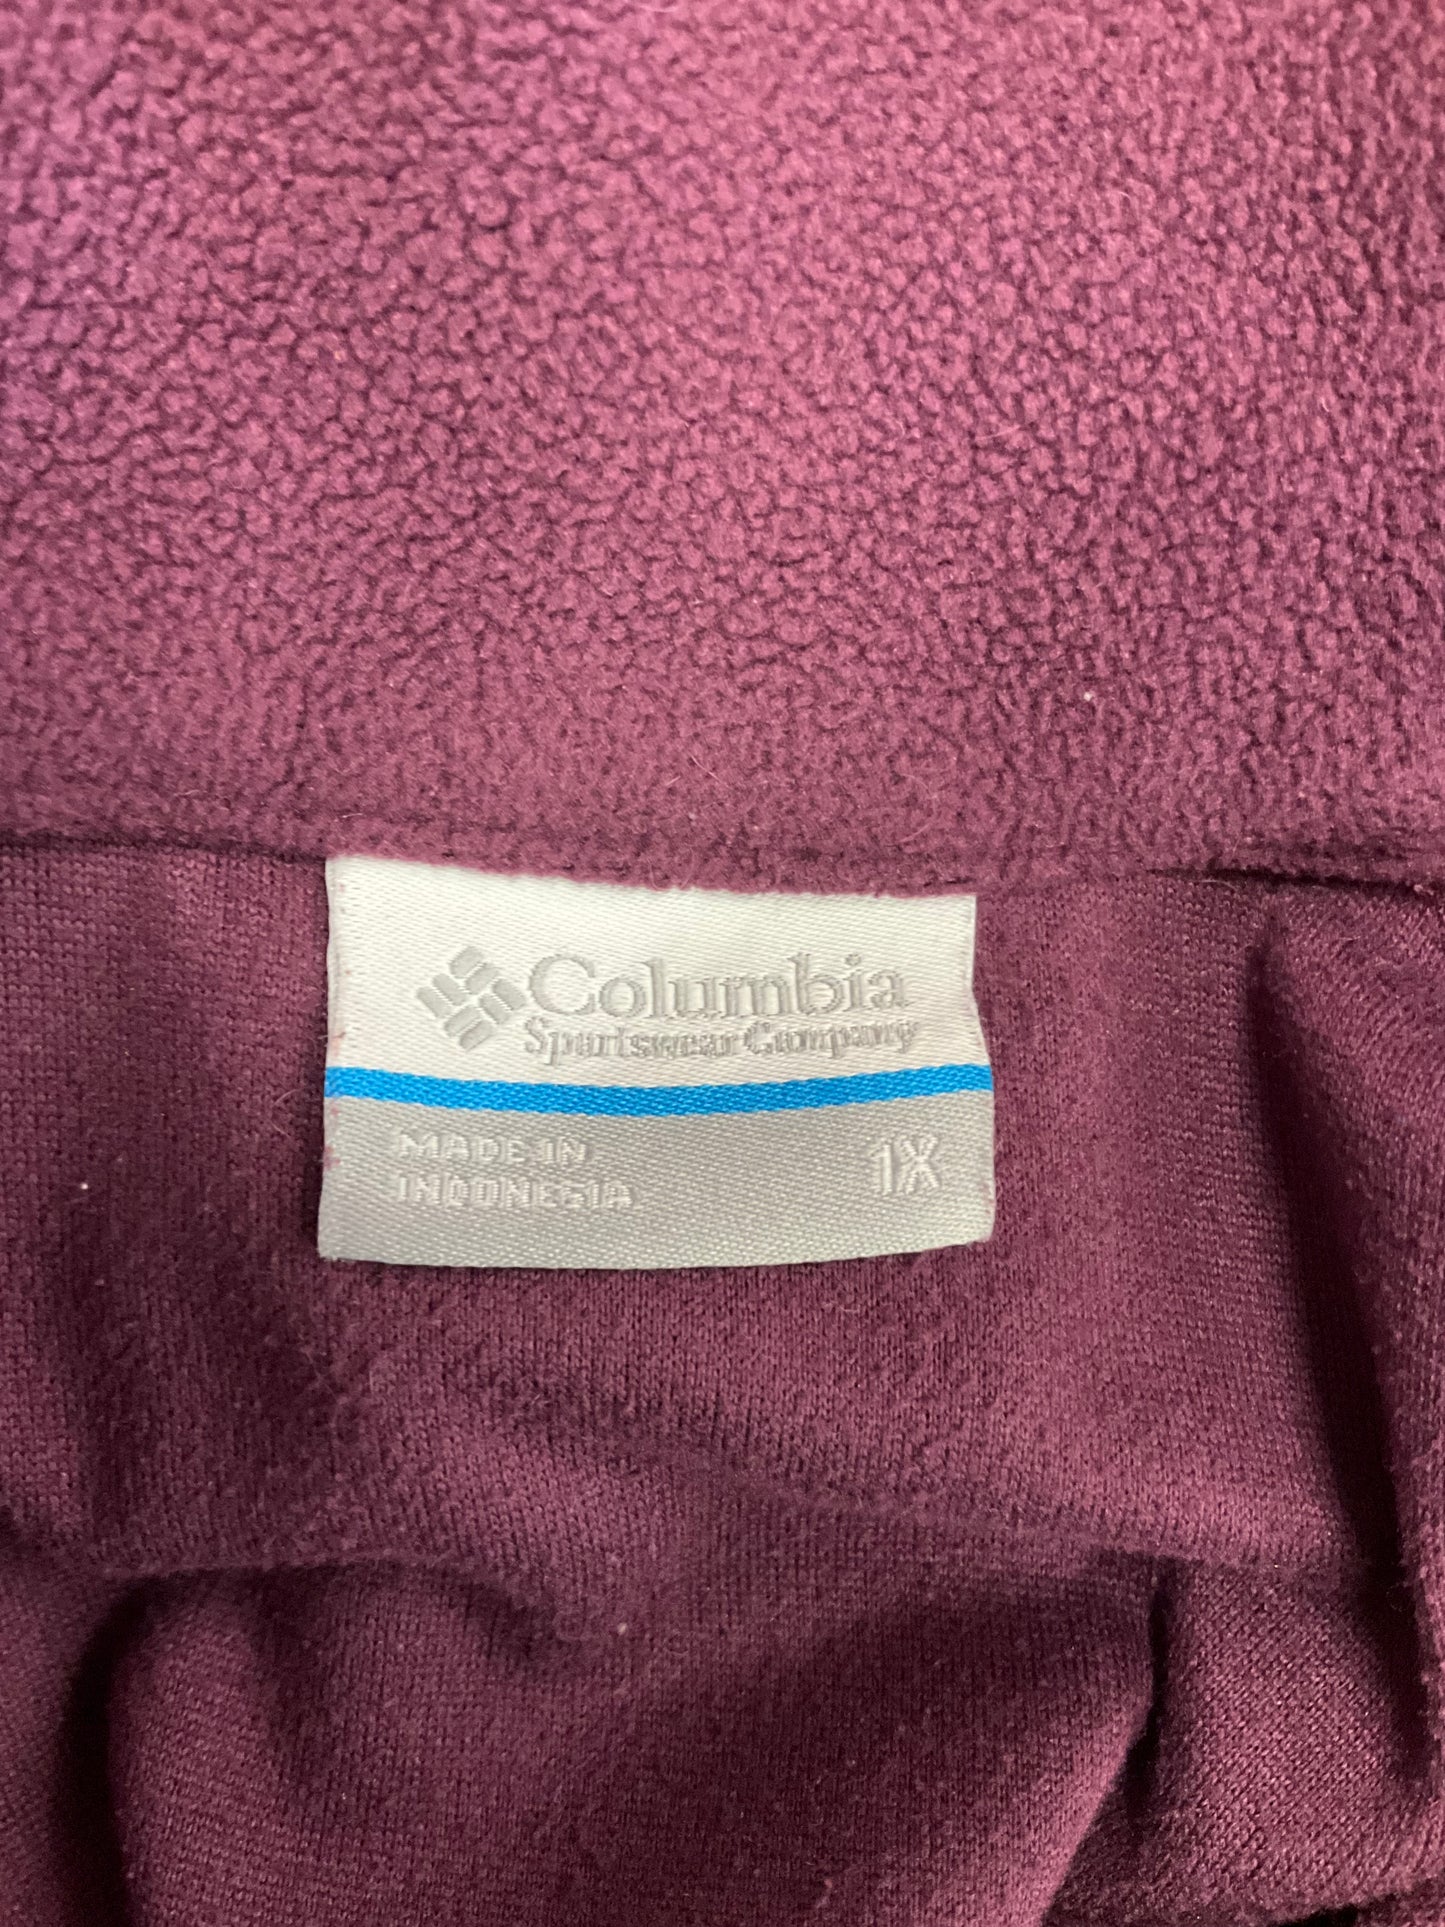 Columbia
Sportswear Company
MADE IN
INDONESIA
1X